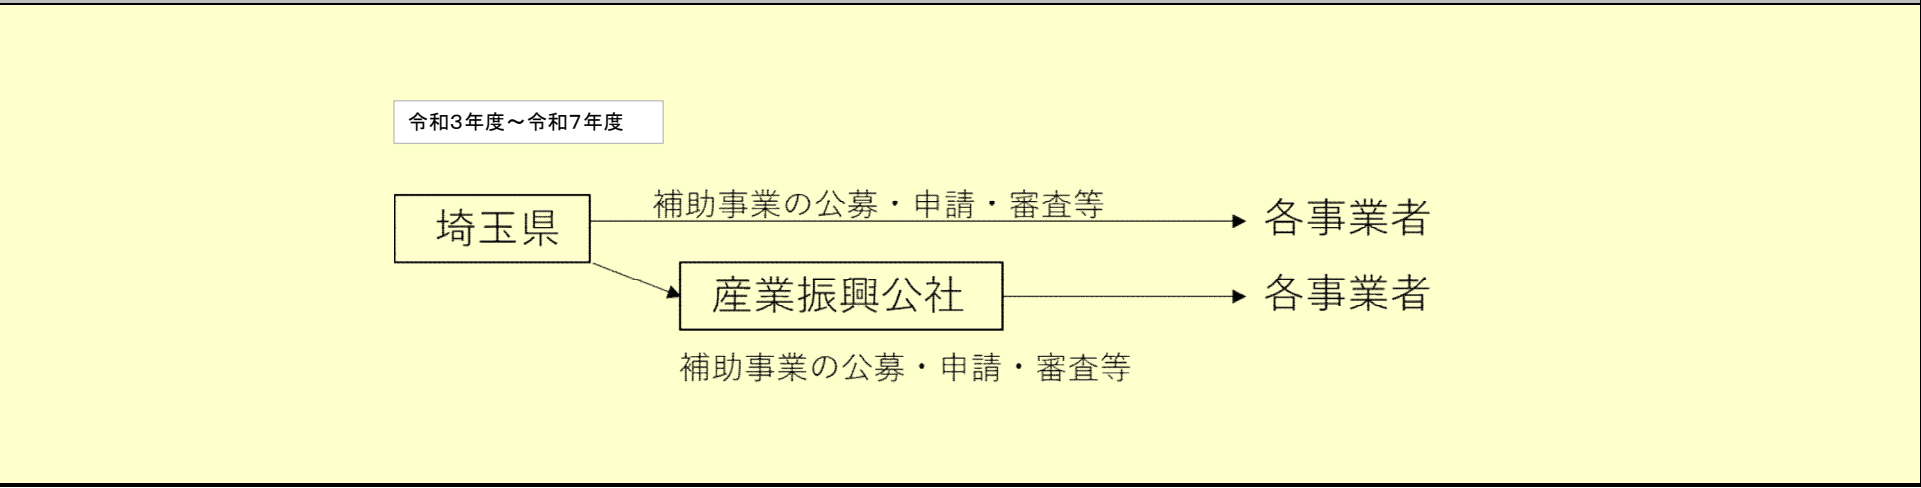 令和3年度～令和7年度
補助事業の公募・申請・審査等
埼玉県
各事業者
産業振興公社
各事業者
補助事業の公募・申請・審査等